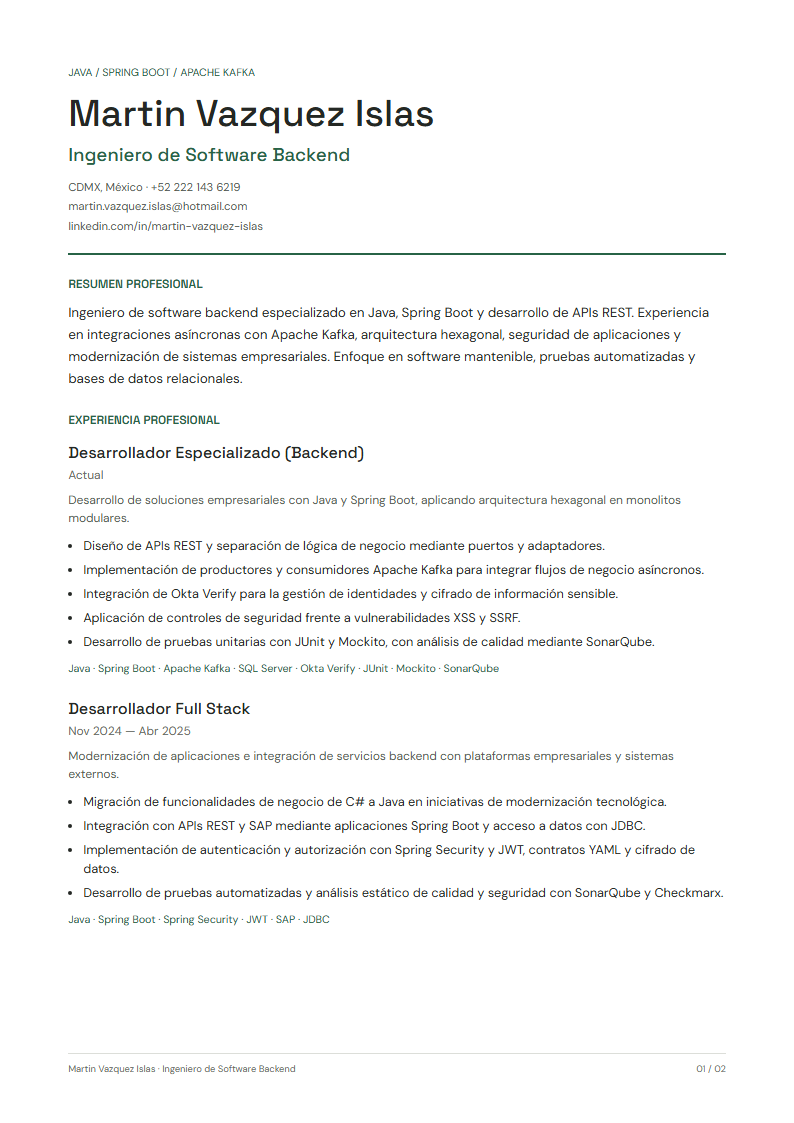 JAVA / SPRING BOOT / APACHE KAFKA
Martin Vazquez Islas
Ingeniero de Software Backend
CDMX, México · +52 222 143 6219
martin.vazquez.islas@hotmail.com
linkedin.com/in/martin-vazquez-islas
RESUMEN PROFESIONAL
Ingeniero de software backend especializado en Java, Spring Boot y desarrollo de APIs REST. Experiencia
en integraciones asíncronas con Apache Kafka, arquitectura hexagonal, seguridad de aplicaciones y
modernización de sistemas empresariales. Enfoque en software mantenible, pruebas automatizadas y
bases de datos relacionales.
EXPERIENCIA PROFESIONAL
Desarrollador Especializado (Backend)
Actual
Desarrollo de soluciones empresariales con Java y Spring Boot, aplicando arquitectura hexagonal en monolitos
modulares.
• Diseño de APIs REST y separación de lógica de negocio mediante puertos y adaptadores.
• Implementación de productores y consumidores Apache Kafka para integrar flujos de negocio asíncronos.
• Integración de Okta Verify para la gestión de identidades y cifrado de información sensible.
• Aplicación de controles de seguridad frente a vulnerabilidades XSS y SSRF.
• Desarrollo de pruebas unitarias con JUnit y Mockito, con análisis de calidad mediante SonarQube.
Java · Spring Boot · Apache Kafka · SQL Server · Okta Verify · JUnit · Mockito · SonarQube
Desarrollador Full Stack
Nov 2024 — Abr 2025
Modernización de aplicaciones e integración de servicios backend con plataformas empresariales y sistemas
externos.
• Migración de funcionalidades de negocio de C# a Java en iniciativas de modernización tecnológica.
• Integración con APIs REST y SAP mediante aplicaciones Spring Boot y acceso a datos con JDBC.
• Implementación de autenticación y autorización con Spring Security y JWT, contratos YAML y cifrado de
datos.
• Desarrollo de pruebas automatizadas y análisis estático de calidad y seguridad con SonarQube y Checkmarx.
Java · Spring Boot · Spring Security · JWT · SAP · JDBC
Martin Vazquez Islas · Ingeniero de Software Backend
01 / 02